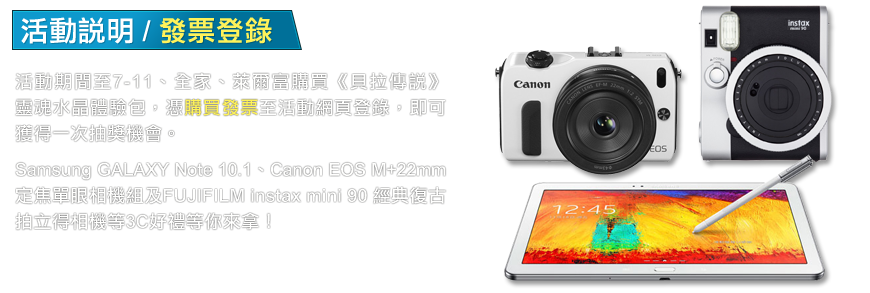 活動説明 / 發票登錄
活動期間至7-11、全家、萊爾富購買《貝拉傳説》
靈魂水晶體驗包，憑購買發票至活動網頁登錄，即可
獲得一次抽獎機會。
Samsung GALAXY Note 10.1、Canon EOS M+22mm
定焦單眼相機組及FUJIFILM instax mini 90 經典復古
拍立得相機等3C好禮等你來拿！
instax
mini 90
Canon
EOS
12:45